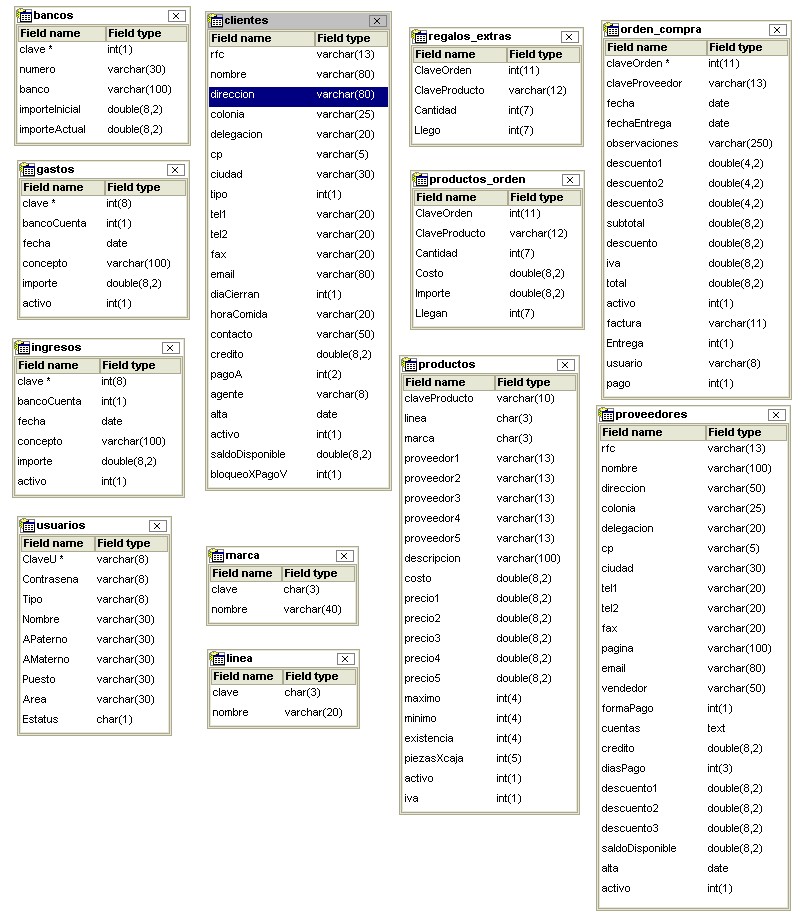 bancos
Field name Field type
clave * int(1)
numero varchar(30)
banco varchar(100)
importeInicial double(8,2)
importeActual double(8,2)
gastos
Field name Field type
clave * int(8)
bancoCuenta int(1)
fecha date
concepto varchar(100)
importe double(8,2)
activo int(1)
ingresos
Field name Field type
clave * int(8)
bancoCuenta int(1)
fecha date
concepto varchar(100)
importe double(8,2)
activo int(1)
usuarios
Field name Field type
ClaveU * varchar(8)
Contrasena varchar(8)
Tipo varchar(8)
Nombre varchar(30)
APaterno varchar(30)
AMaterno varchar(30)
Puesto varchar(30)
Area varchar(30)
Estatus char(1)
clientes
Field name Field type
rfc varchar(13)
nombre varchar(80)
direccion varchar(80)
colonia varchar(25)
delegacion varchar(20)
cp varchar(5)
ciudad varchar(30)
tipo int(1)
tel1 varchar(20)
tel2 varchar(20)
fax varchar(20)
email varchar(80)
diaCierran int(1)
horaComida varchar(20)
contacto varchar(50)
credito double(8,2)
pagoA int(2)
agente varchar(8)
alta date
activo int(1)
saldoDisponible double(8,2)
bloqueoXPagoV int(1)
marca
Field name Field type
clave char(3)
nombre varchar(40)
linea
Field name Field type
clave char(3)
nombre varchar(20)
regalos_extras
Field name Field type
ClaveOrden int(11)
ClaveProducto varchar(12)
Cantidad int(7)
Llego int(7)
productos_orden
Field name Field type
ClaveOrden int(11)
ClaveProducto varchar(12)
Cantidad int(7)
Costo double(8,2)
Importe double(8,2)
Llegan int(7)
productos
Field name Field type
claveProducto varchar(10)
linea char(3)
marca char(3)
proveedor1 varchar(13)
proveedor2 varchar(13)
proveedor3 varchar(13)
proveedor4 varchar(13)
proveedor5 varchar(13)
descripcion varchar(100)
costo double(8,2)
precio1 double(8,2)
precio2 double(8,2)
precio3 double(8,2)
precio4 double(8,2)
precio5 double(8,2)
maximo int(4)
minimo int(4)
existencia int(4)
piezasXcaja int(5)
activo int(1)
iva int(1)
orden_compra
Field name Field type
claveOrden * int(11)
claveProveedor varchar(13)
fecha date
fechaEntrega date
observaciones varchar(250)
descuento1 double(4,2)
descuento2 double(4,2)
descuento3 double(4,2)
subtotal double(8,2)
descuento double(8,2)
iva double(8,2)
total double(8,2)
activo int(1)
factura varchar(11)
Entrega int(1)
usuario varchar(8)
pago int(1)
proveedores
Field name Field type
rfc varchar(13)
nombre varchar(100)
direccion varchar(50)
colonia varchar(25)
delegacion varchar(20)
cp varchar(5)
ciudad varchar(30)
tel1 varchar(20)
tel2 varchar(20)
fax varchar(20)
pagina varchar(100)
email varchar(80)
vendedor varchar(50)
formaPago int(1)
cuentas text
credito double(8,2)
diasPago int(3)
descuento1 double(8,2)
descuento2 double(8,2)
descuento3 double(8,2)
saldoDisponible double(8,2)
alta date
activo int(1)